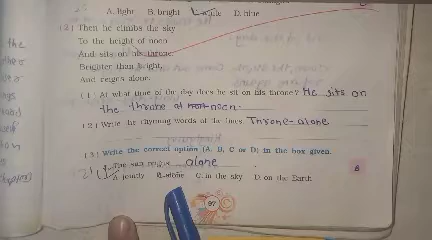 A. light B. bright D. blue
(2) Then he climbs the sky
To the height of noon
And sits on his throne.
Brighter than bright,
And reigns alone.
(1) At what time of the day does he sit on his throne? He sits on
the throne at noon.
(2) Write the rhyming words of the lines. Throne-alone
(3) Write the correct option (A, B, C or D) in the box given.
The sun reigns alone
A. jointly B. alone C. in the sky D. on the Earth
97